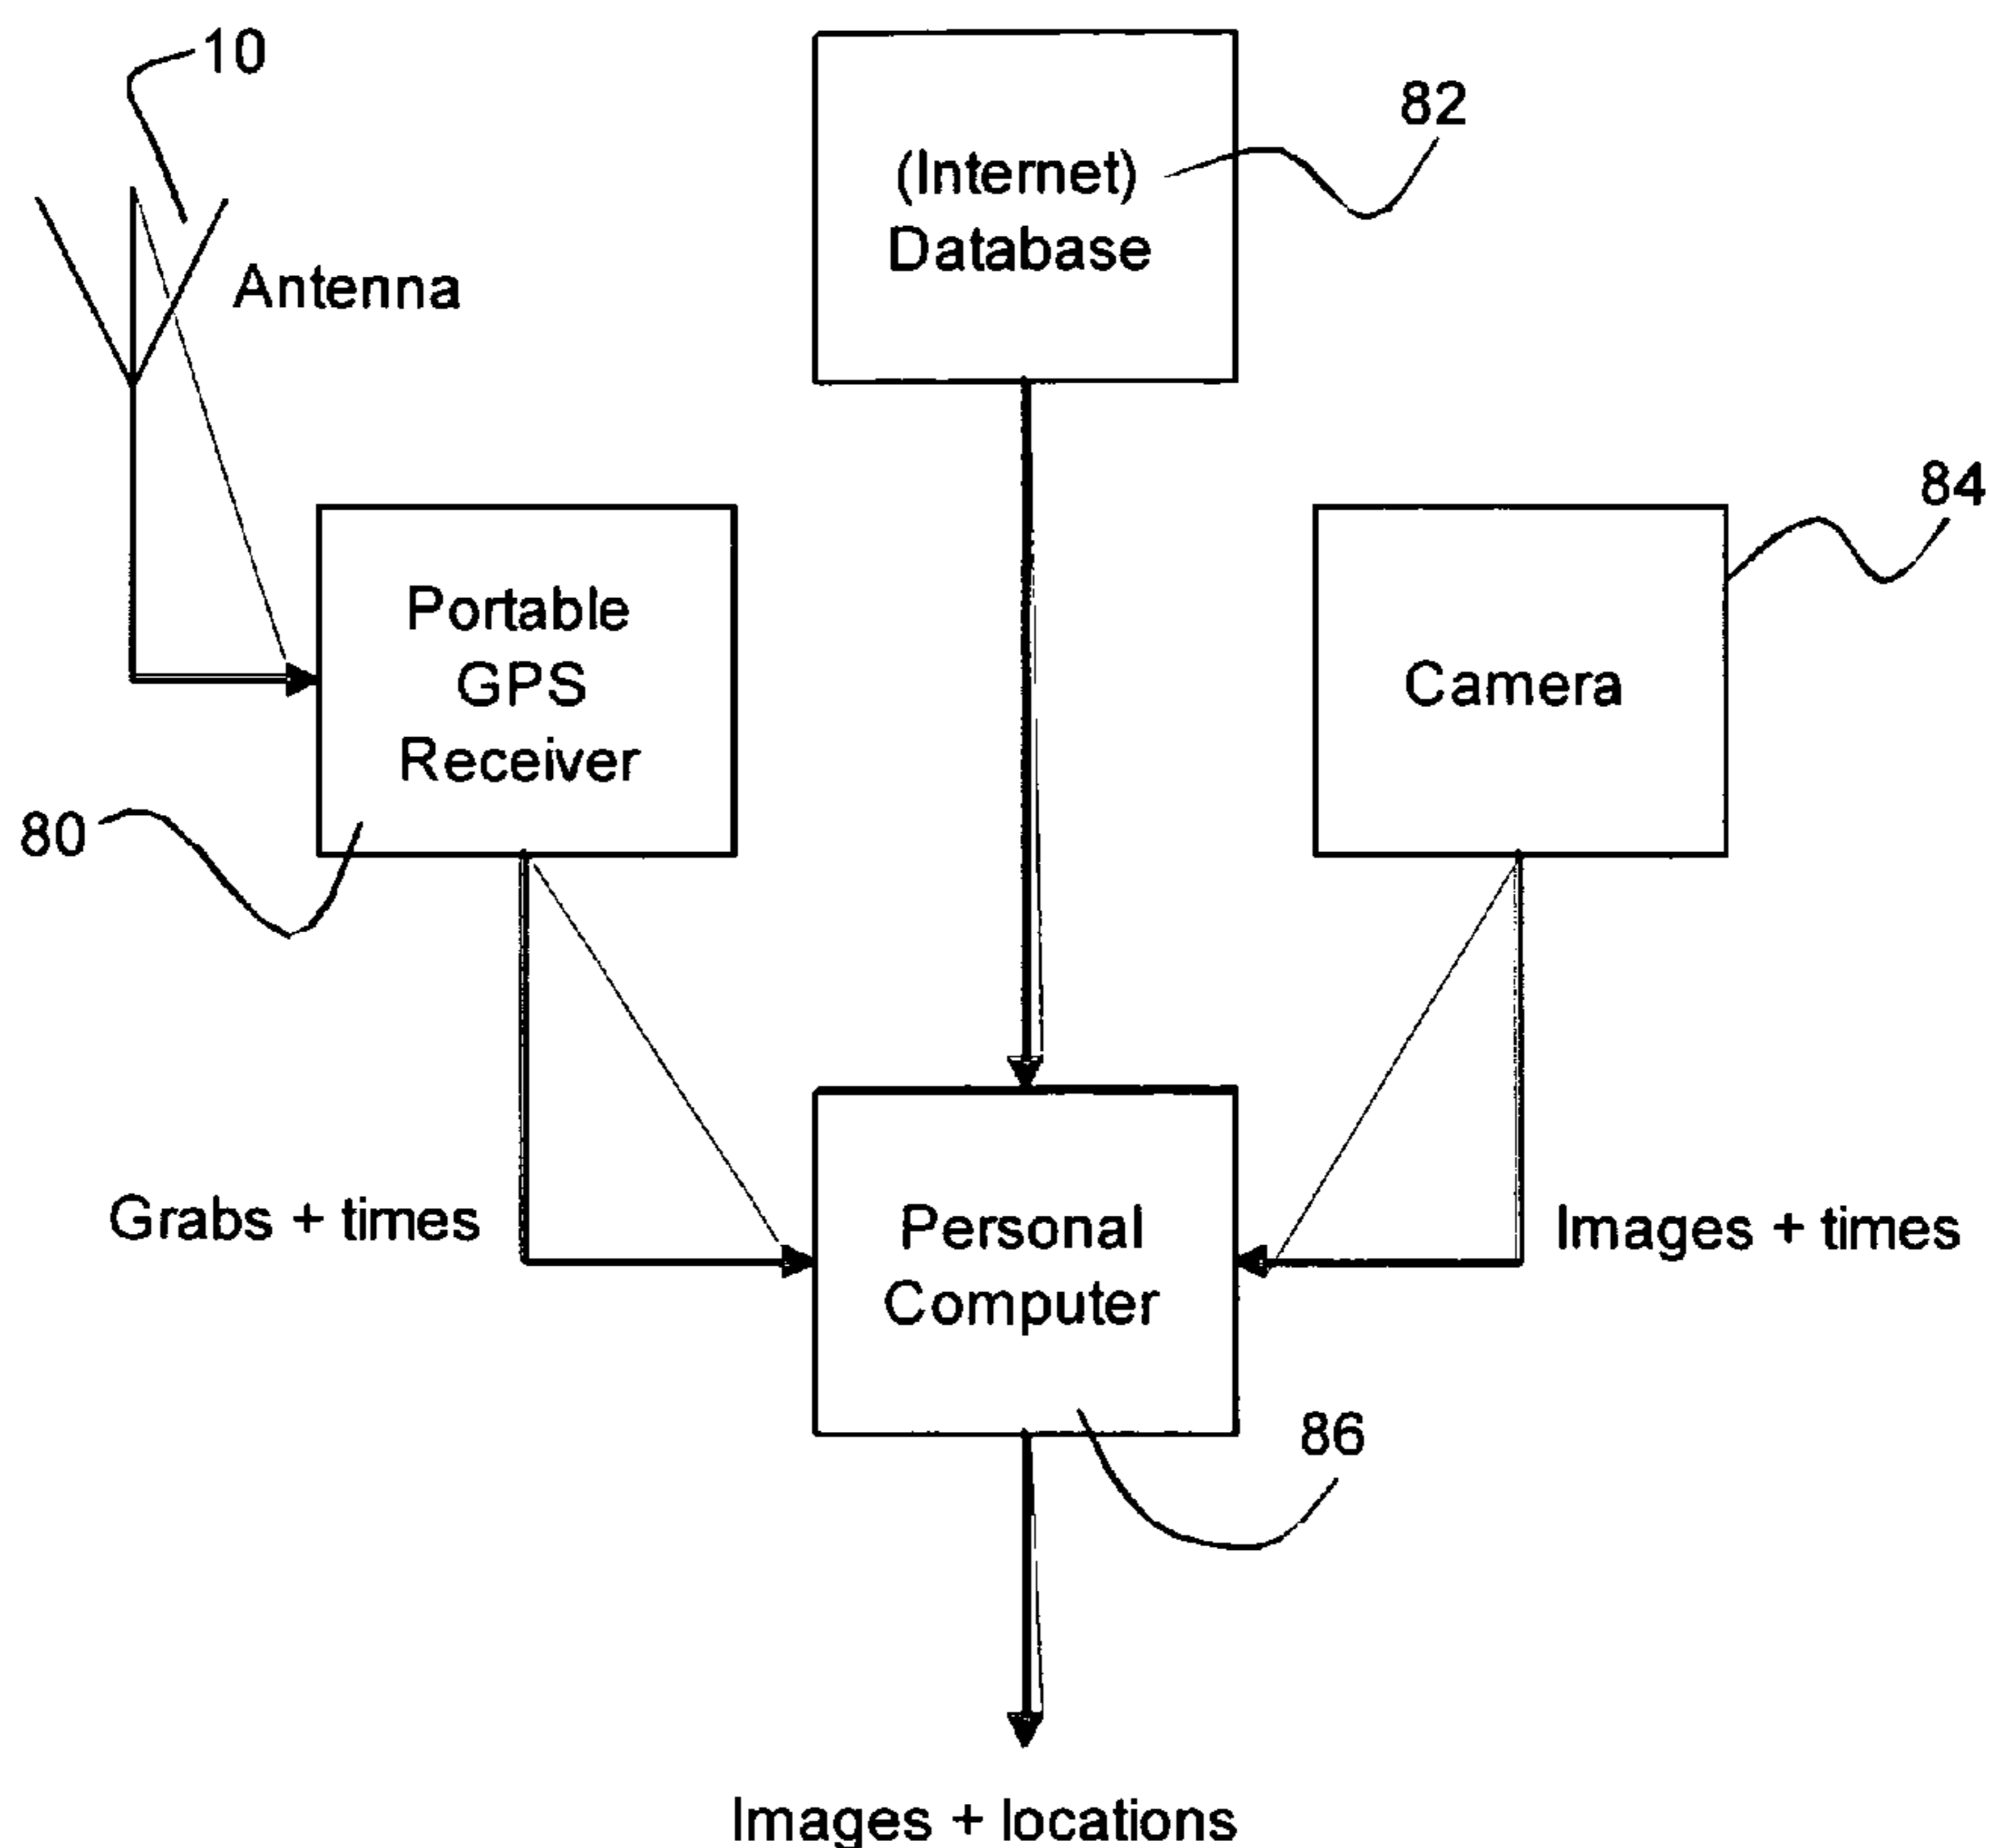 10
(Internet)
Database
82
Antenna
84
Portable
GPS
Receiver
Camera
80
Grabs + times
Personal
Computer
Images + times
86
Images + locations